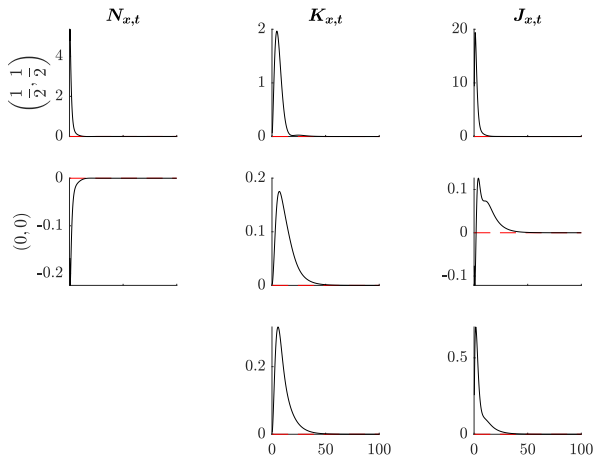 N_{x,t} K_{x,t} J_{x,t}
(1/2, 1/2) 4 2 0 2 1 0 20 10 0
(0, 0) 0 -0.1 -0.2 0.2 0.1 0 0.1 0 -0.1
0.2 0 0.5 0
0 50 100 0 50 100